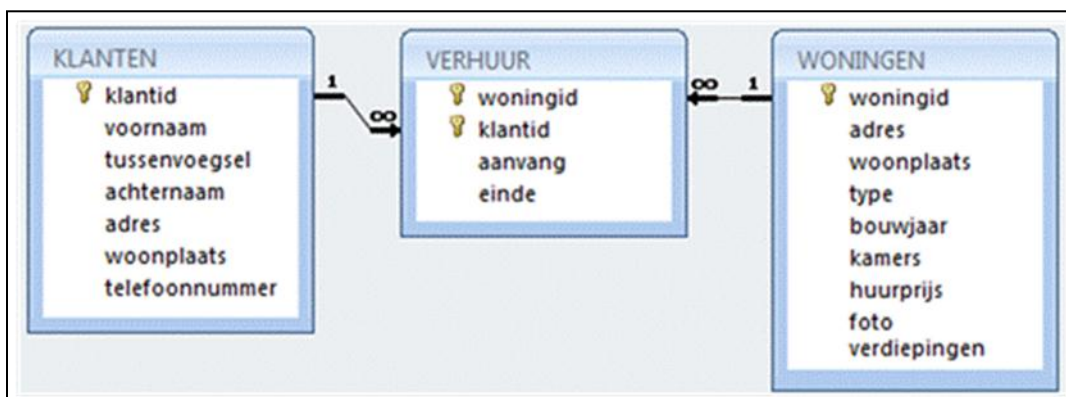 KLANTEN
klantid
voornaam
tussenvoegsel
achternaam
adres
woonplaats
telefoonnummer
1
∞
VERHUUR
woningid
klantid
aanvang
einde
∞
1
WONINGEN
woningid
adres
woonplaats
type
bouwjaar
kamers
huurprijs
foto
verdiepingen